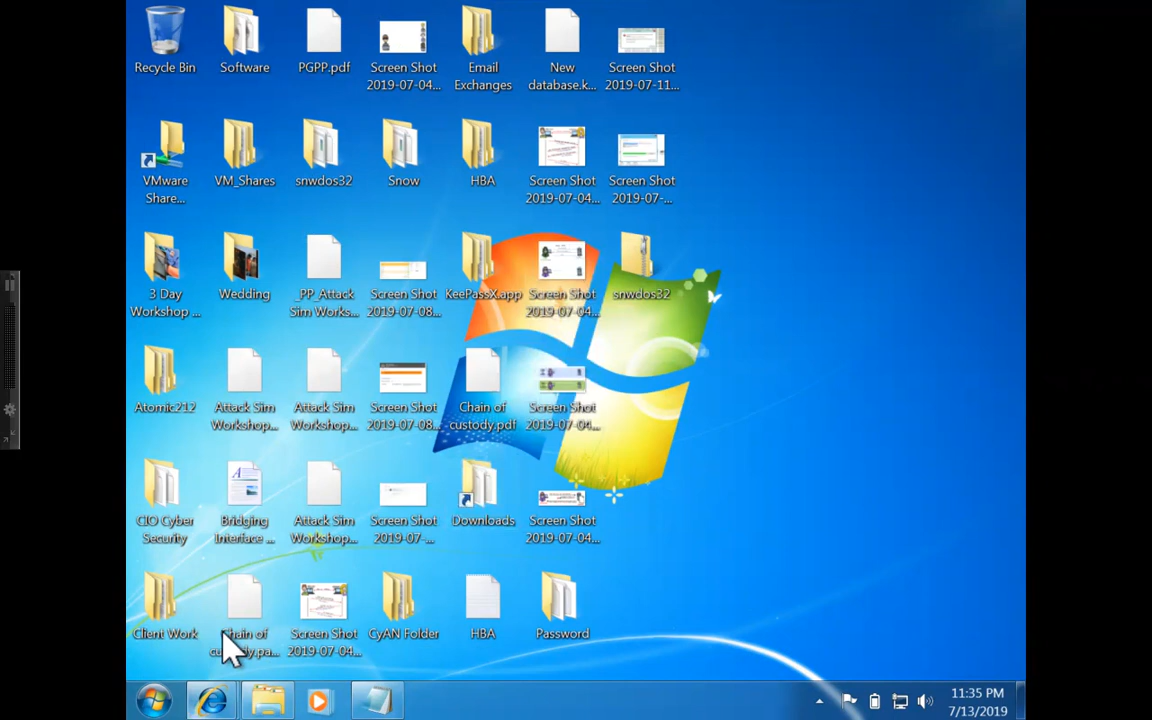 Recycle Bin
Software
PGPP.pdf
Screen Shot
2019-07-04...
Email
Exchanges
New
database.k...
Screen Shot
2019-07-11...
VMware
Share...
VM_Shares
snwdos32
Snow
HBA
Screen Shot
2019-07-04...
Screen Shot
2019-07-...
3 Day
Workshop ...
Wedding
_PP_Attack
Sim Works...
Screen Shot
2019-07-08...
KeePassX.app
Screen Shot
2019-07-04...
snwdos32
Atomic212
Attack Sim
Workshop...
Attack Sim
Workshop...
Screen Shot
2019-07-08...
Chain of
custody.pdf
Screen Shot
2019-07-04...
CIO Cyber
Security
Bridging
Interface ...
Attack Sim
Workshop...
Screen Shot
2019-07-...
Downloads
Screen Shot
2019-07-04...
Client Work
Chain of
custody.pa...
Screen Shot
2019-07-04...
CyAN Folder
HBA
Password
11:35 PM
7/13/2019